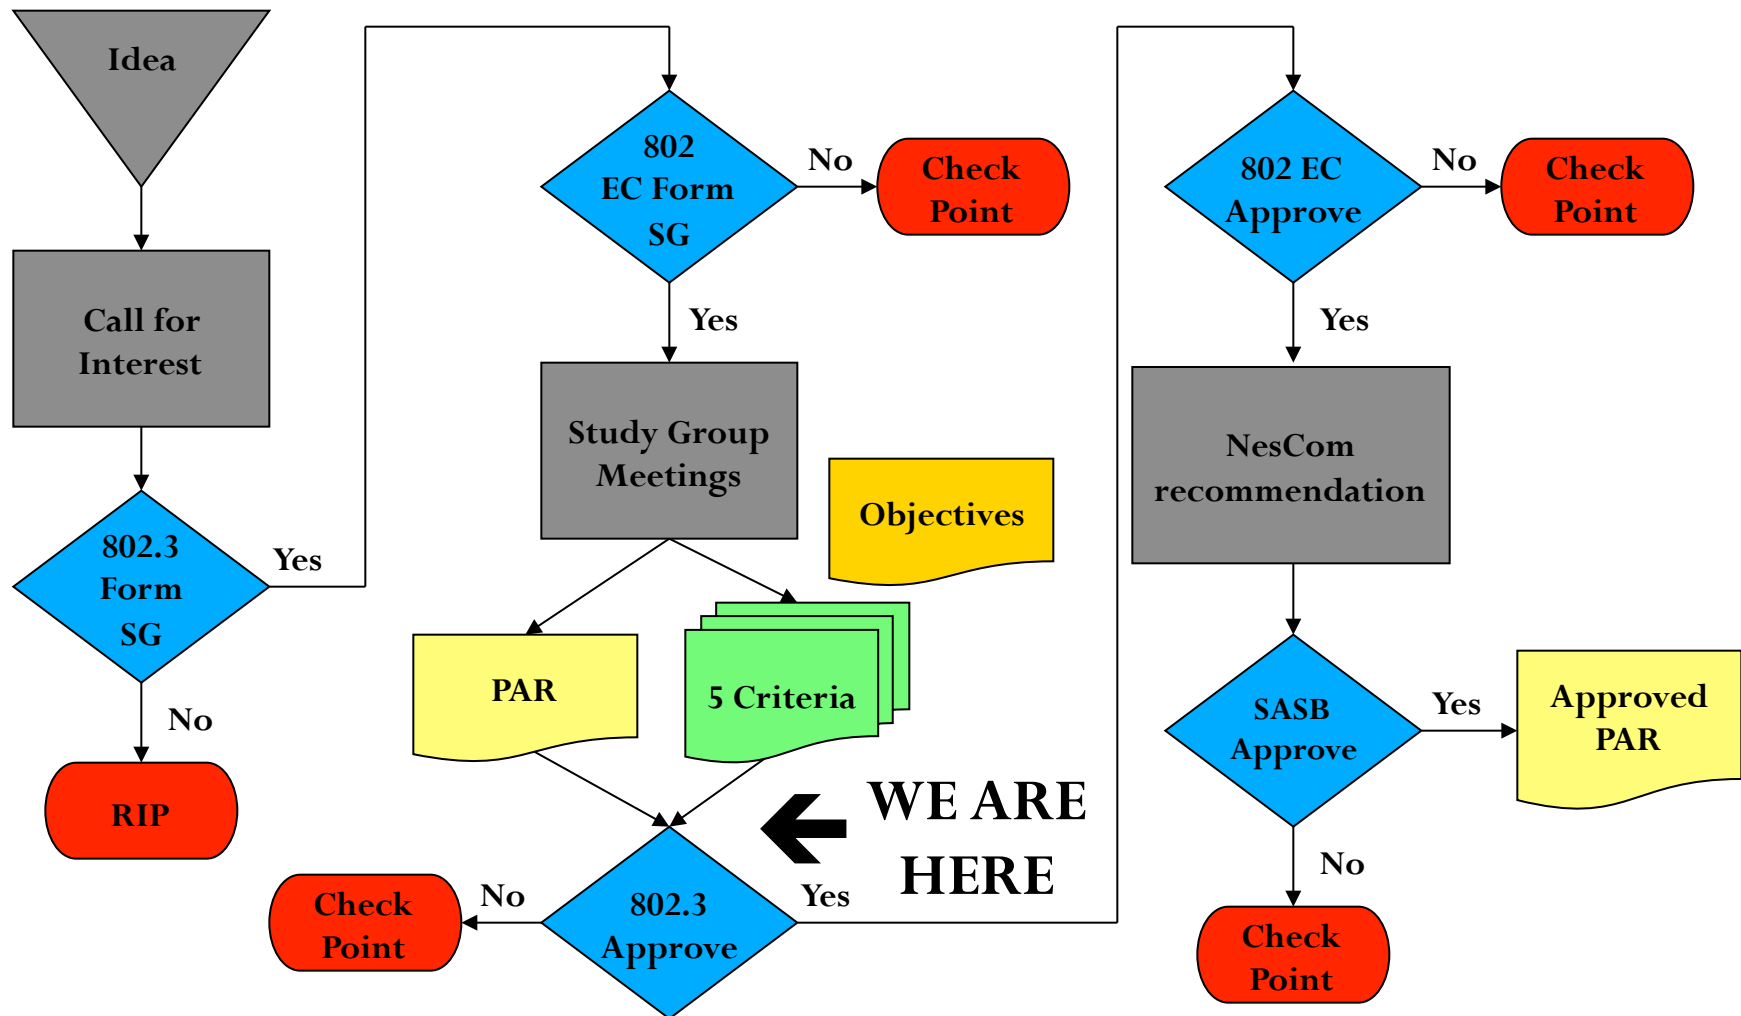 Idea
Call for
Interest
802.3
Form
SG
Yes
No
RIP
802
EC Form
SG
No
Check
Point
Yes
Study Group
Meetings
Objectives
PAR
5 Criteria
WE ARE
HERE
802.3
Approve
No
Check
Point
Yes
802 EC
Approve
No
Check
Point
Yes
NesCom
recommendation
SASB
Approve
Yes
Approved
PAR
No
Check
Point